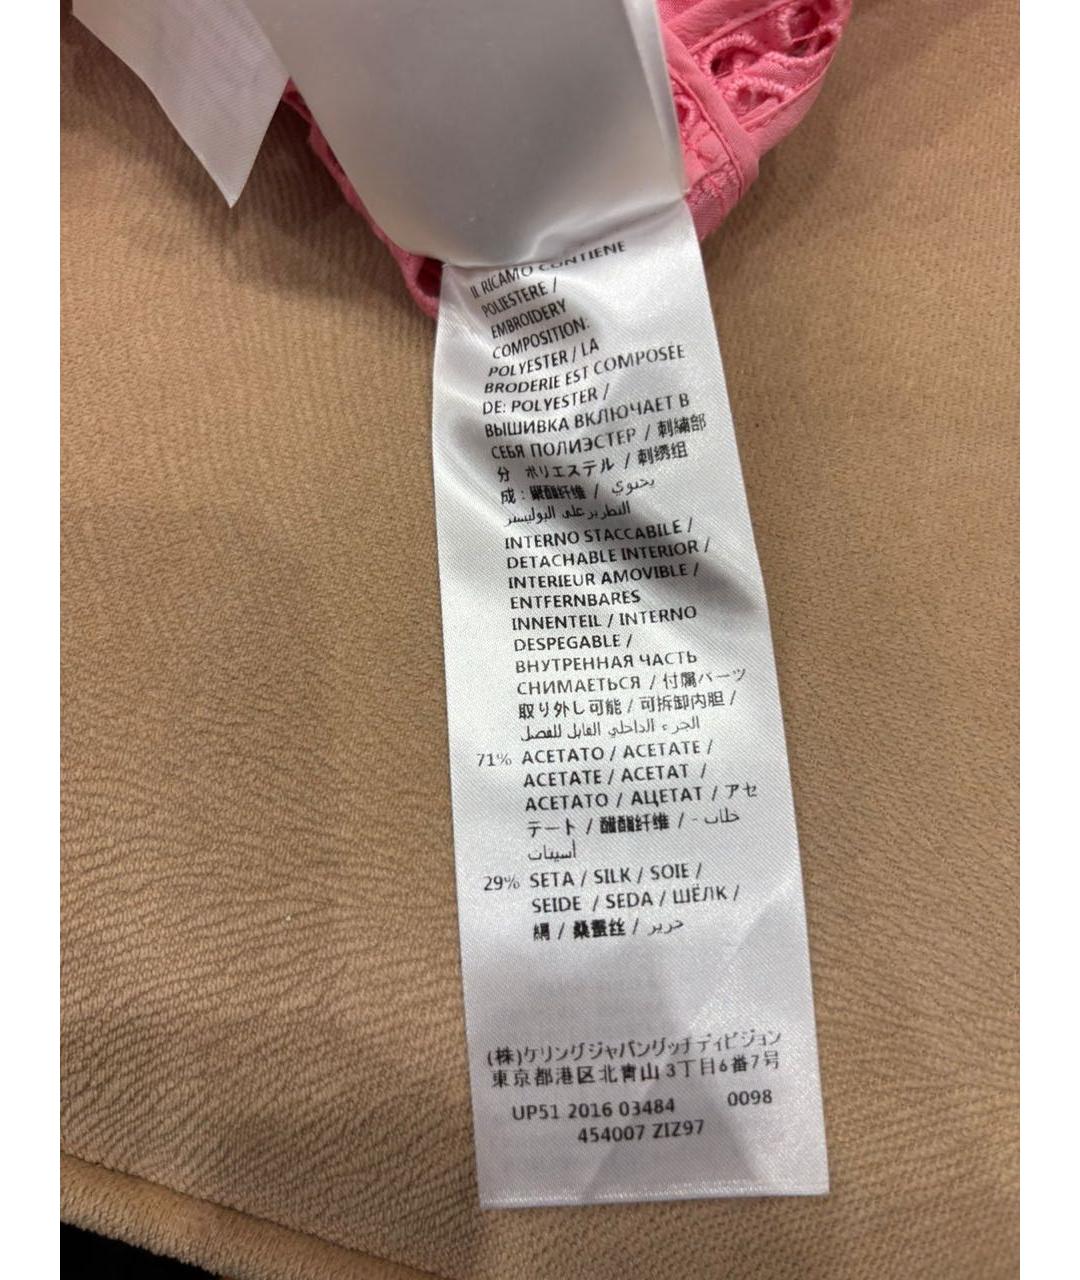 IL RICAMO CONTIENE
POLIESTERE /
EMBROIDERY
COMPOSITION:
POLYESTER / LA
BRODERIE EST COMPOSÉE
DE: POLYESTER /
ВЫШИВКА ВКЛЮЧАЕТ В
СЕБЯ ПОЛИЭСТЕР / 刺繍部
分 ポリエステル / 刺绣组
成 : 聚酯纤维 / يحتوي
التطريز على البوليستر
INTERNO STACCABILE /
DETACHABLE INTERIOR /
INTERIEUR AMOVIBLE /
ENTFERNBARES
INNENTEIL / INTERNO
DESPEGABLE /
ВНУТРЕННАЯ ЧАСТЬ
СНИМАЕТЬСЯ / 付属パーツ
取り外し可能 / 可拆卸内胆 /
الجزء الداخلي القابل للفصل
71% ACETATO / ACETATE /
ACETATE / ACETAT /
ACETATO / АЦЕТАТ / アセ
テート / 醋酯纤维 / - خلات
أسيتات
29% SETA / SILK / SOIE /
SEIDE / SEDA / ШЁЛК /
絹 / 桑蚕丝 / حرير
(株)ケリングジャパングッチディビジョン
東京都港区北青山3丁目6番7号
UP51 2016 03484 0098
454007 ZIZ97